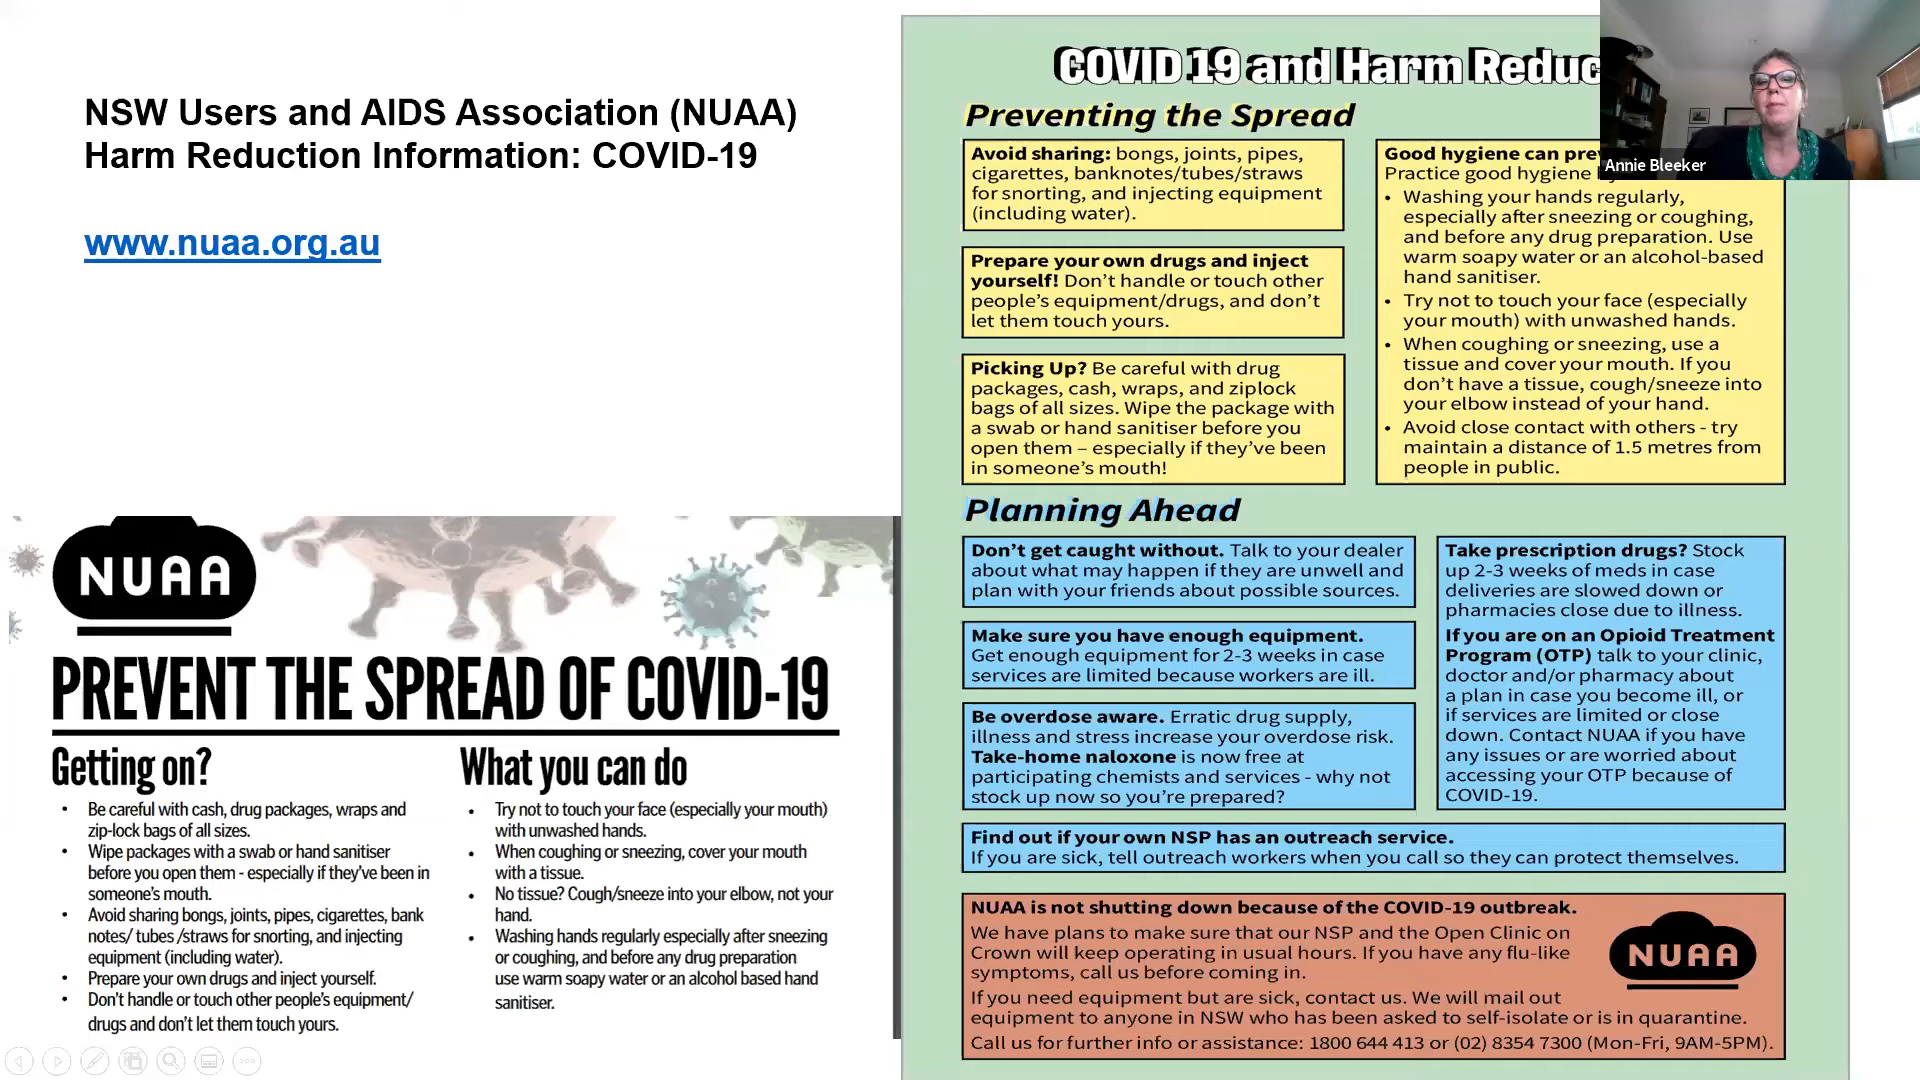 NSW Users and AIDS Association (NUAA)
Harm Reduction Information: COVID-19
www.nuaa.org.au
NUAA
PREVENT THE SPREAD OF COVID-19
Getting on?
• Be careful with cash, drug packages, wraps and
zip-lock bags of all sizes.
• Wipe packages with a swab or hand sanitiser
before you open them - especially if they've been in
someone's mouth.
• Avoid sharing bongs, joints, pipes, cigarettes, bank
notes/ tubes /straws for snorting, and injecting
equipment (including water).
• Prepare your own drugs and inject yourself.
• Don't handle or touch other people's equipment/
drugs and don't let them touch yours.
What you can do
• Try not to touch your face (especially your mouth)
with unwashed hands.
• When coughing or sneezing, cover your mouth
with a tissue.
• No tissue? Cough/sneeze into your elbow, not your
hand.
• Washing hands regularly especially after sneezing
or coughing, and before any drug preparation
use warm soapy water or an alcohol based hand
sanitiser.
COVID 19 and Harm Reduc
Preventing the Spread
Avoid sharing: bongs, joints, pipes,
cigarettes, banknotes/tubes/straws
for snorting, and injecting equipment
(including water).
Prepare your own drugs and inject
yourself! Don't handle or touch other
people's equipment/drugs, and don't
let them touch yours.
Picking Up? Be careful with drug
packages, cash, wraps, and ziplock
bags of all sizes. Wipe the package with
a swab or hand sanitiser before you
open them – especially if they've been
in someone's mouth!
Good hygiene can prev
Practice good hygiene
• Washing your hands regularly,
especially after sneezing or coughing,
and before any drug preparation. Use
warm soapy water or an alcohol-based
hand sanitiser.
• Try not to touch your face (especially
your mouth) with unwashed hands.
• When coughing or sneezing, use a
tissue and cover your mouth. If you
don't have a tissue, cough/sneeze into
your elbow instead of your hand.
• Avoid close contact with others - try
maintain a distance of 1.5 metres from
people in public.
Planning Ahead
Don't get caught without. Talk to your dealer
about what may happen if they are unwell and
plan with your friends about possible sources.
Make sure you have enough equipment.
Get enough equipment for 2-3 weeks in case
services are limited because workers are ill.
Be overdose aware. Erratic drug supply,
illness and stress increase your overdose risk.
Take-home naloxone is now free at
participating chemists and services - why not
stock up now so you're prepared?
Take prescription drugs? Stock
up 2-3 weeks of meds in case
deliveries are slowed down or
pharmacies close due to illness.
If you are on an Opioid Treatment
Program (OTP) talk to your clinic,
doctor and/or pharmacy about
a plan in case you become ill, or
if services are limited or close
down. Contact NUAA if you have
any issues or are worried about
accessing your OTP because of
COVID-19.
Find out if your own NSP has an outreach service.
If you are sick, tell outreach workers when you call so they can protect themselves.
NUAA is not shutting down because of the COVID-19 outbreak.
We have plans to make sure that our NSP and the Open Clinic on
Crown will keep operating in usual hours. If you have any flu-like
symptoms, call us before coming in.
If you need equipment but are sick, contact us. We will mail out
equipment to anyone in NSW who has been asked to self-isolate or is in quarantine.
Call us for further info or assistance: 1800 644 413 or (02) 8354 7300 (Mon-Fri, 9AM-5PM).
NUAA
Annie Bleeker